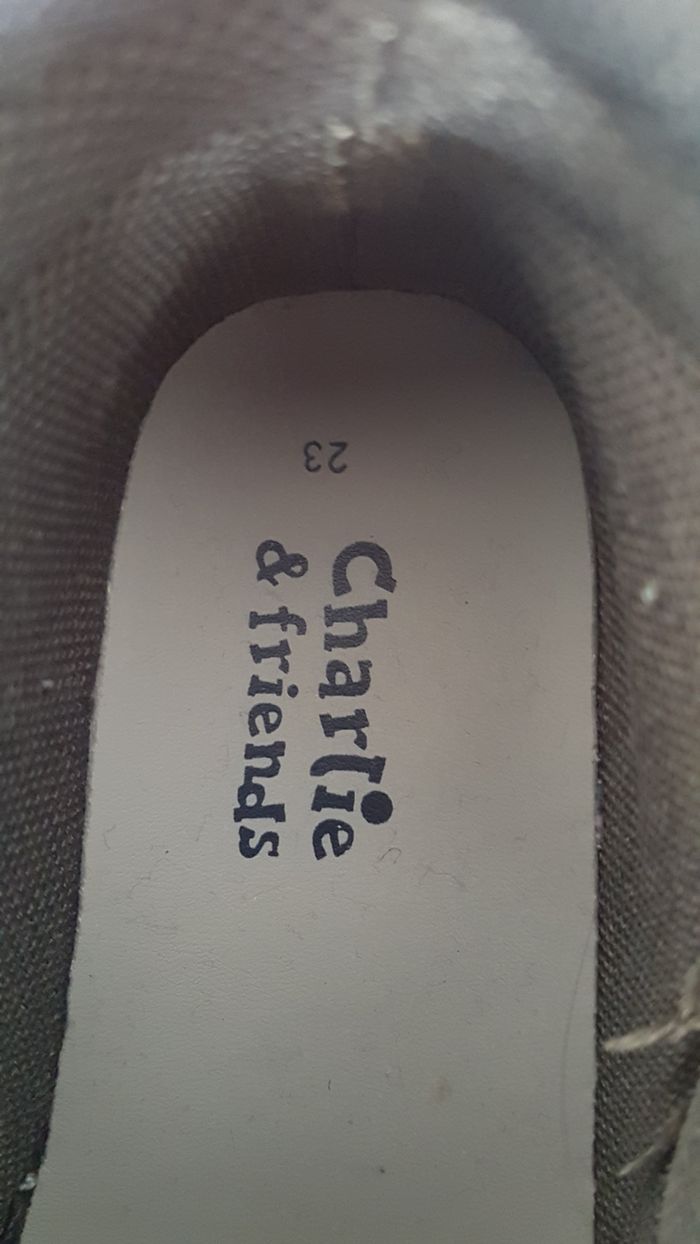 23
Charlie
& friends